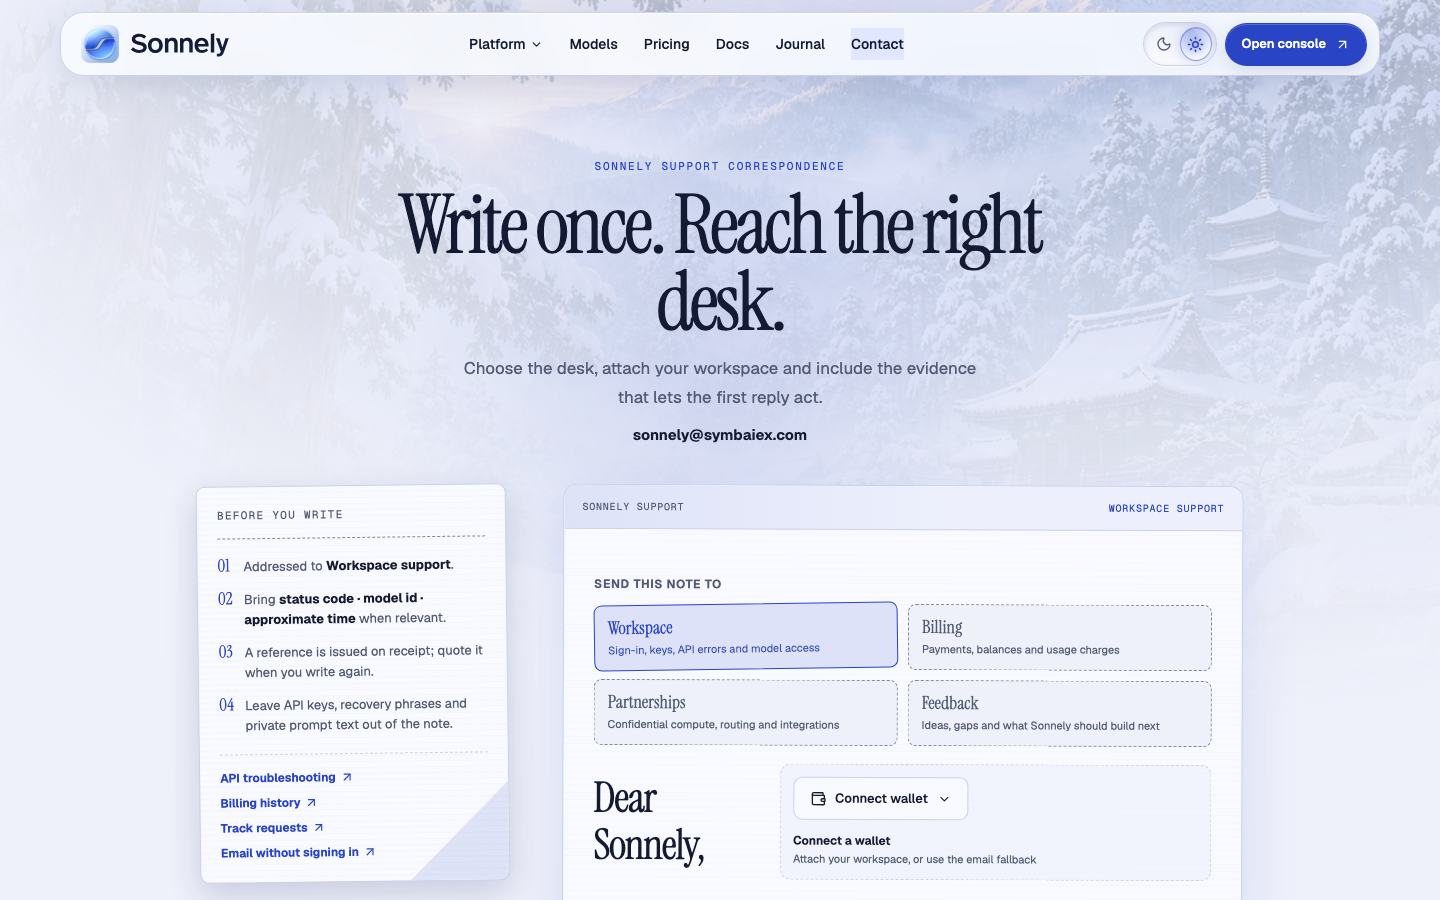 Sonnely
Platform
Models
Pricing
Docs
Journal
Contact
Open console
SONNELY SUPPORT CORRESPONDENCE
Write once. Reach the right
desk.
Choose the desk, attach your workspace and include the evidence
that lets the first reply act.
sonnely@symbaiex.com
BEFORE YOU WRITE
01 Addressed to Workspace support.
02 Bring status code · model id ·
approximate time when relevant.
03 A reference is issued on receipt; quote it
when you write again.
04 Leave API keys, recovery phrases and
private prompt text out of the note.
API troubleshooting
Billing history
Track requests
Email without signing in
SONNELY SUPPORT
WORKSPACE SUPPORT
SEND THIS NOTE TO
Workspace
Sign-in, keys, API errors and model access
Billing
Payments, balances and usage charges
Partnerships
Confidential compute, routing and integrations
Feedback
Ideas, gaps and what Sonnely should build next
Dear
Sonnely,
Connect wallet
Connect a wallet
Attach your workspace, or use the email fallback